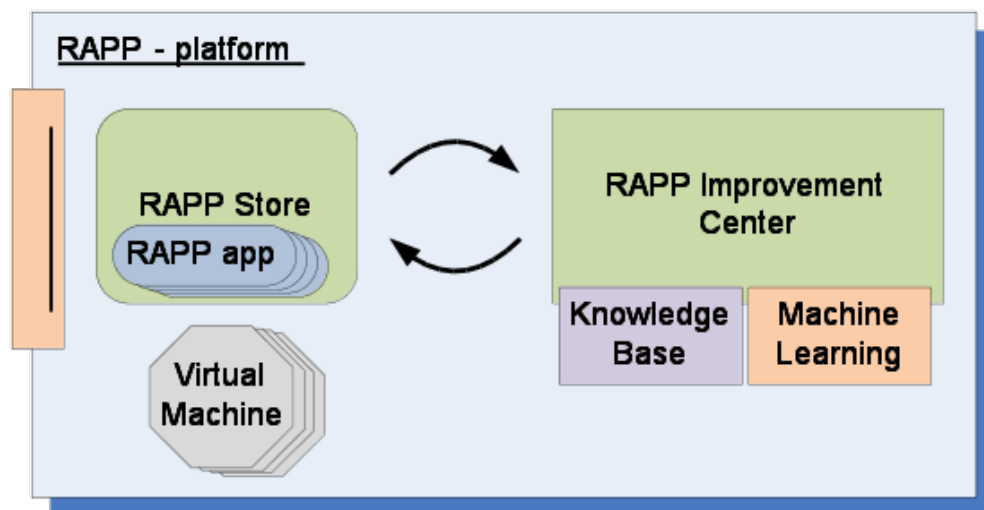 RAPP - platform
RAPP Store
RAPP app
RAPP Improvement
Center
Knowledge
Base
Machine
Learning
Virtual
Machine